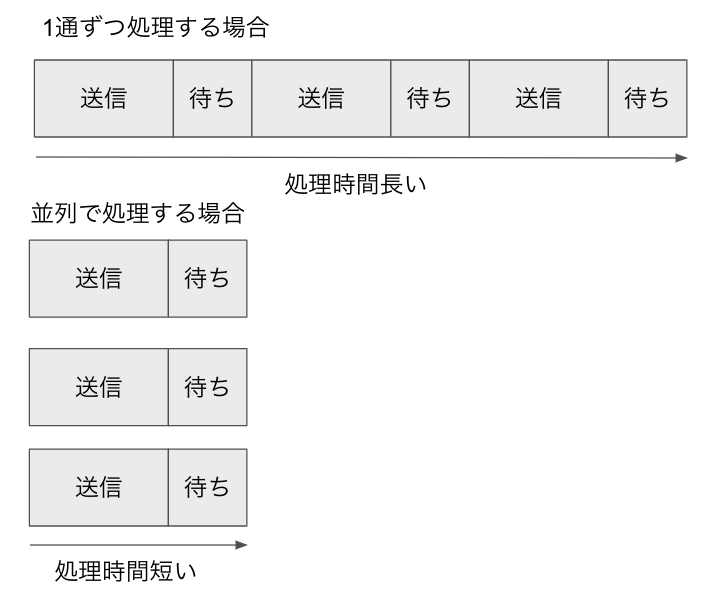 1通ずつ処理する場合
送信 待ち 送信 待ち 送信 待ち
処理時間長い
並列で処理する場合
送信 待ち
送信 待ち
送信 待ち
処理時間短い